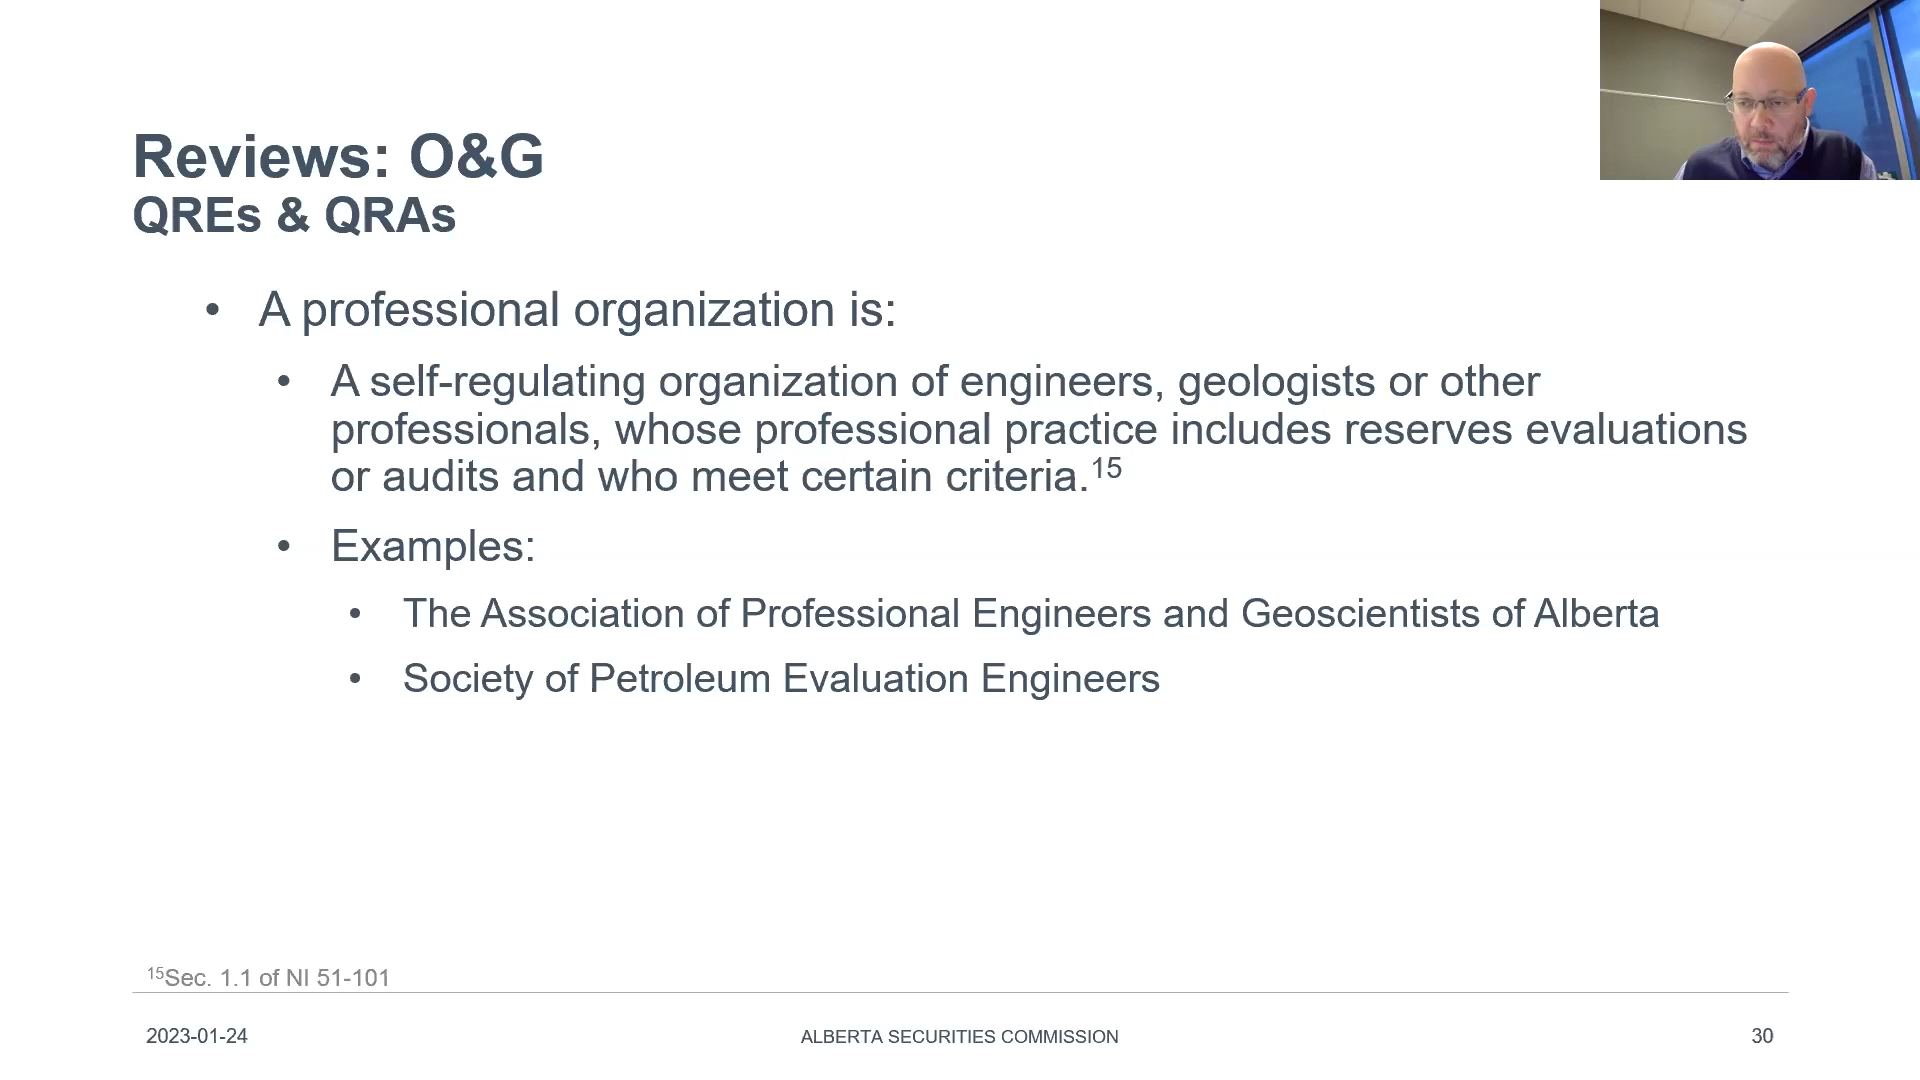 Reviews: O&G
QREs & QRAs
• A professional organization is:
• A self-regulating organization of engineers, geologists or other
professionals, whose professional practice includes reserves evaluations
or audits and who meet certain criteria.¹⁵
• Examples:
• The Association of Professional Engineers and Geoscientists of Alberta
• Society of Petroleum Evaluation Engineers
¹⁵Sec. 1.1 of NI 51-101
2023-01-24
ALBERTA SECURITIES COMMISSION
30